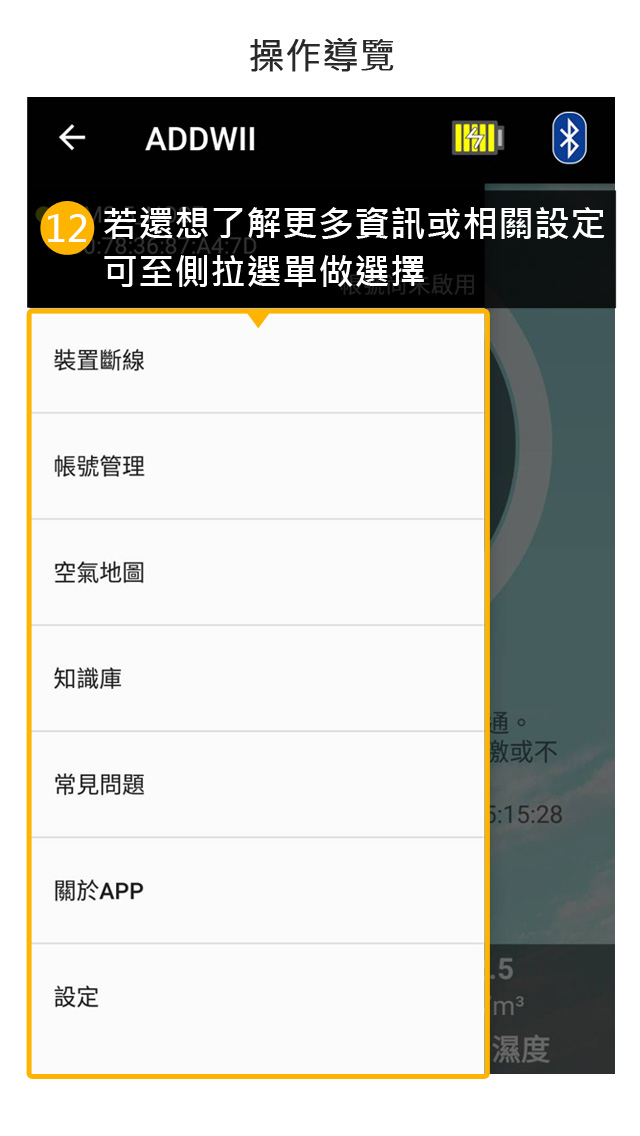 操作導覽
ADDWII
12 若還想了解更多資訊或相關設定
可至側拉選單做選擇
:78:36:87:A4:7D
帳號尚未啟用
裝置斷線
帳號管理
空氣地圖
知識庫
通。
激或不
常見問題
5:15:28
關於APP
.5
設定
/m³
濕度